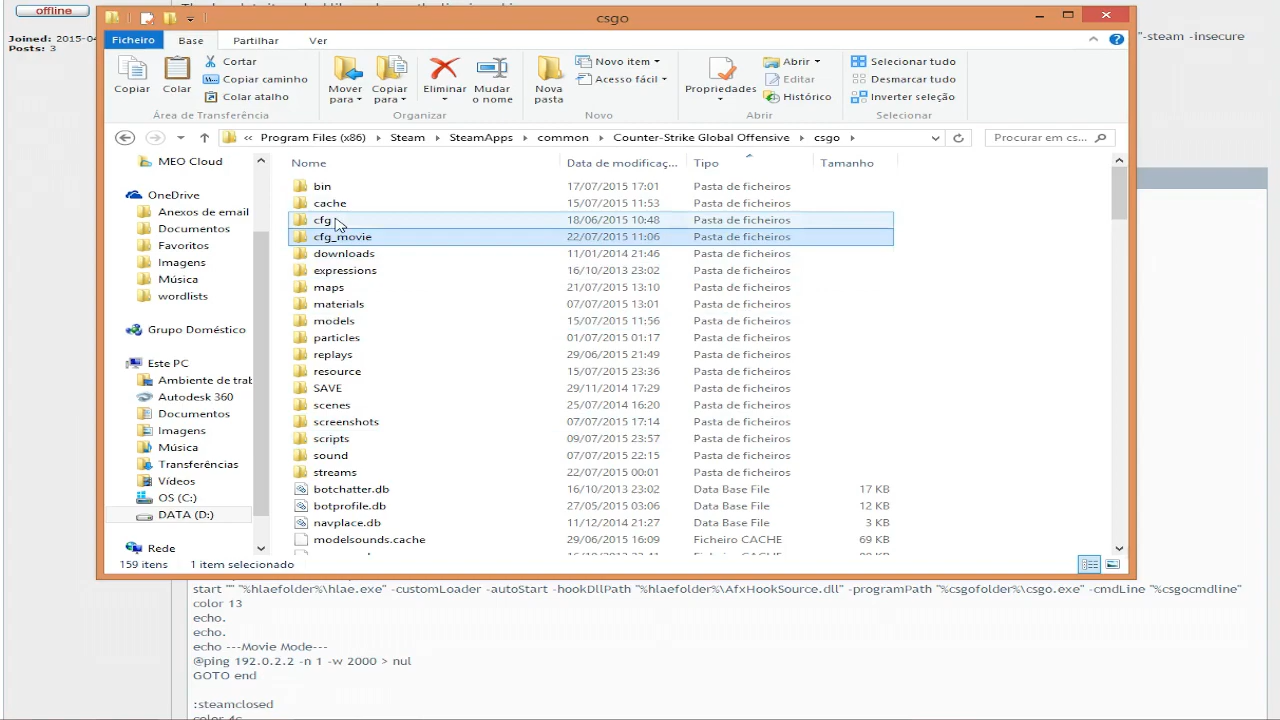 offline
Joined: 2015-04
Posts: 3
"-steam -insecure
csgo
Ficheiro
Base
Partilhar
Ver
Copiar
Colar
Cortar
Copiar caminho
Colar atalho
Área de Transferência
Mover para
Copiar para
Eliminar
Mudar o nome
Organizar
Nova pasta
Novo item
Acesso fácil
Novo
Propriedades
Abrir
Editar
Histórico
Abrir
Selecionar tudo
Desmarcar tudo
Inverter seleção
Selecionar
« Program Files (x86) Steam SteamApps common Counter-Strike Global Offensive csgo
Procurar em cs...
MEO Cloud
OneDrive
Anexos de email
Documentos
Favoritos
Imagens
Música
wordlists
Grupo Doméstico
Este PC
Ambiente de trab
Autodesk 360
Documentos
Imagens
Música
Transferências
Vídeos
OS (C:)
DATA (D:)
Rede
Nome Data de modificaç... Tipo Tamanho
bin 17/07/2015 17:01 Pasta de ficheiros
cache 15/07/2015 11:53 Pasta de ficheiros
cfg 18/06/2015 10:48 Pasta de ficheiros
cfg_movie 22/07/2015 11:06 Pasta de ficheiros
downloads 11/01/2014 21:46 Pasta de ficheiros
expressions 16/10/2013 23:02 Pasta de ficheiros
maps 21/07/2015 13:10 Pasta de ficheiros
materials 07/07/2015 13:01 Pasta de ficheiros
models 15/07/2015 11:56 Pasta de ficheiros
particles 01/07/2015 01:17 Pasta de ficheiros
replays 29/06/2015 21:49 Pasta de ficheiros
resource 15/07/2015 23:36 Pasta de ficheiros
SAVE 29/11/2014 17:29 Pasta de ficheiros
scenes 25/07/2014 16:20 Pasta de ficheiros
screenshots 07/07/2015 17:14 Pasta de ficheiros
scripts 09/07/2015 23:57 Pasta de ficheiros
sound 07/07/2015 22:15 Pasta de ficheiros
streams 22/07/2015 00:01 Pasta de ficheiros
botchatter.db 16/10/2013 23:02 Data Base File 17 KB
botprofile.db 27/05/2015 03:06 Data Base File 12 KB
navplace.db 11/12/2014 21:27 Data Base File 3 KB
modelsounds.cache 29/06/2015 16:09 Ficheiro CACHE 69 KB
159 itens 1 item selecionado
start "" "%hlaefolder%\hlae.exe" -customLoader -autoStart -hookDllPath "%hlaefolder%\AfxHookSource.dll" -programPath "%csgofolder%\csgo.exe" -cmdLine "%csgocmdline"
color 13
echo.
echo.
echo ---Movie Mode---
@ping 192.0.2.2 -n 1 -w 2000 > nul
GOTO end
:steamclosed